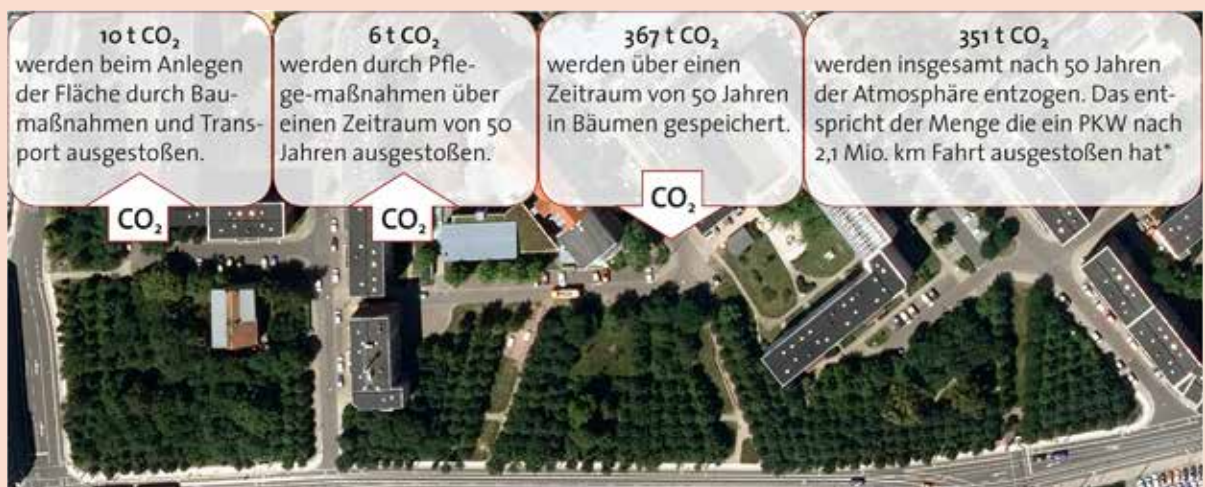 10 t CO₂
werden beim Anlegen
der Fläche durch Bau-
maßnahmen und Trans-
port ausgestoßen.
CO₂
6 t CO₂
werden durch Pfle-
ge-maßnahmen über
einen Zeitraum von 50
Jahren ausgestoßen.
CO₂
367 t CO₂
werden über einen
Zeitraum von 50 Jahren
in Bäumen gespeichert.
CO₂
351 t CO₂
werden insgesamt nach 50 Jahren
der Atmosphäre entzogen. Das ent-
spricht der Menge die ein PKW nach
2,1 Mio. km Fahrt ausgestoßen hat*